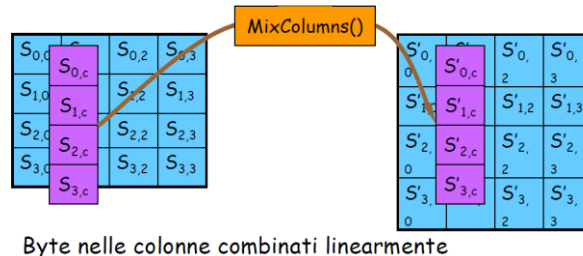 MixColumns()
S0,0 S0,2 S0,3
S0,c
S1,0 S1,2 S1,3
S1,c
S2,0 S2,2 S2,3
S2,c
S3,0 S3,2 S3,3
S3,c
S'0,0 S'0,2 S'0,3
S'0,c
S'1,0 S'1,2 S'1,3
S'1,c
S'2,0 S'2,2 S'2,3
S'2,c
S'3,0 S'3,2 S'3,3
S'3,c
Byte nelle colonne combinati linearmente